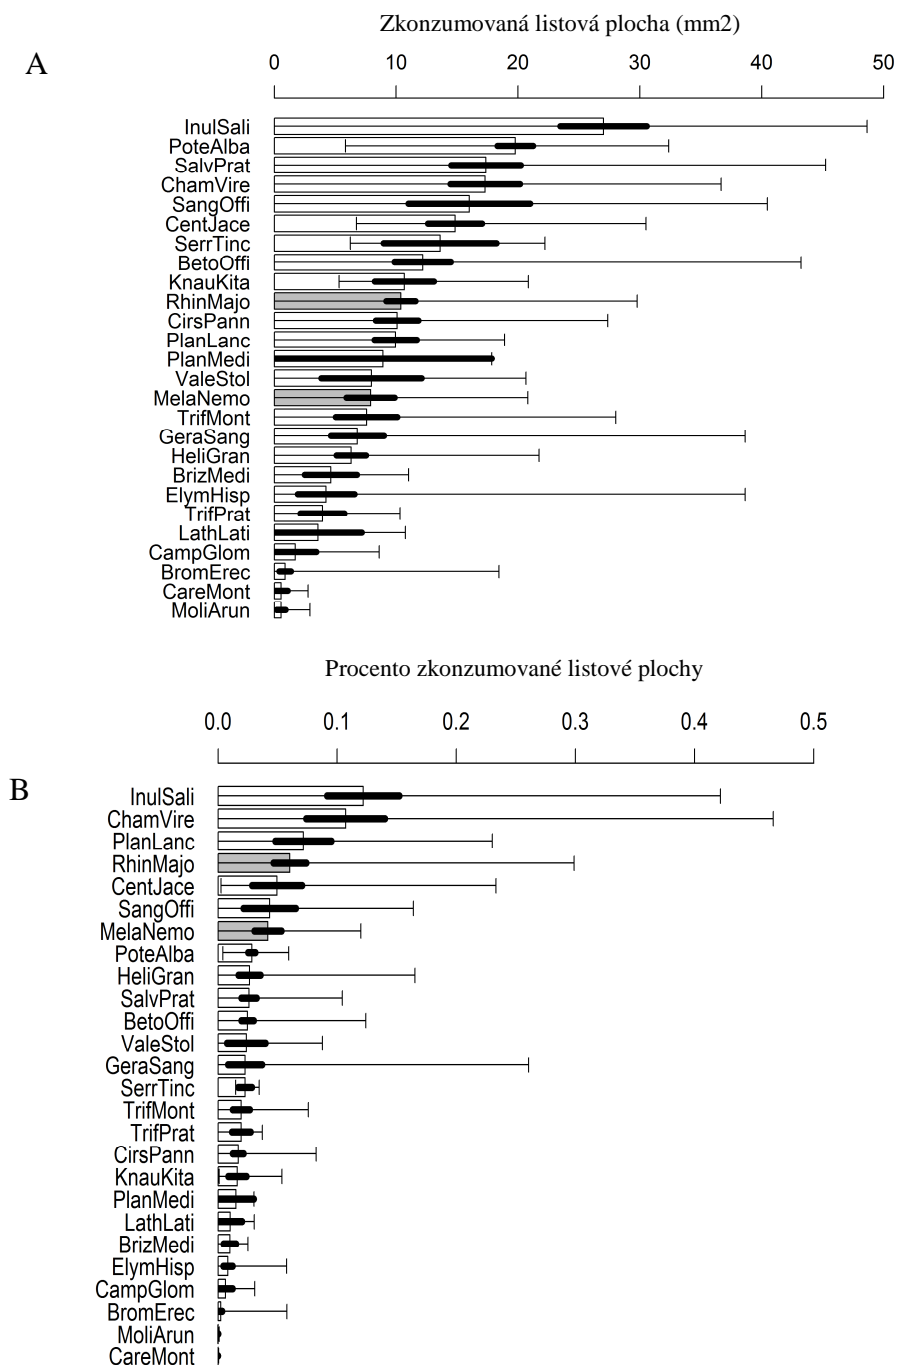 Zkonzumovaná listová plocha (mm2)
A
0 10 20 30 40 50
InulSali
PoteAlba
SalvPrat
ChamVire
SangOffi
CentJace
SerrTinc
BetoOffi
KnauKita
RhinMajo
CirsPann
PlanLanc
PlanMedi
ValeStol
MelaNemo
TrifMont
GeraSang
HeliGran
BrizMedi
ElymHisp
TrifPrat
LathLati
CampGlom
BromErec
CareMont
MoliArun
Procento zkonzumované listové plochy
0.0 0.1 0.2 0.3 0.4 0.5
B
InulSali
ChamVire
PlanLanc
RhinMajo
CentJace
SangOffi
MelaNemo
PoteAlba
HeliGran
SalvPrat
BetoOffi
ValeStol
GeraSang
SerrTinc
TrifMont
TrifPrat
CirsPann
KnauKita
PlanMedi
LathLati
BrizMedi
ElymHisp
CampGlom
BromErec
MoliArun
CareMont